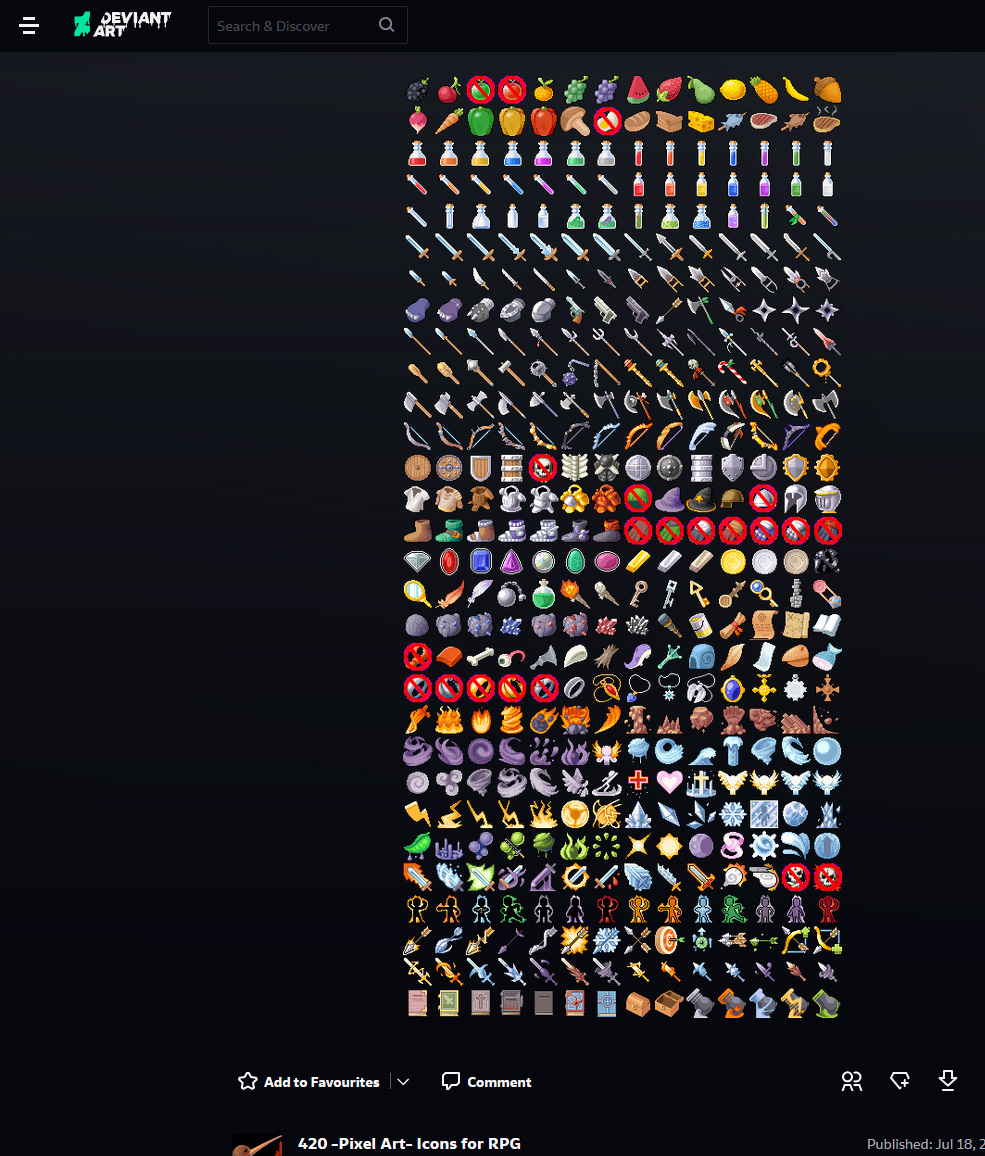 DEVIANT
ART
Search & Discover
Add to Favourites
Comment
420 -Pixel Art- Icons for RPG
Published: Jul 18, 2